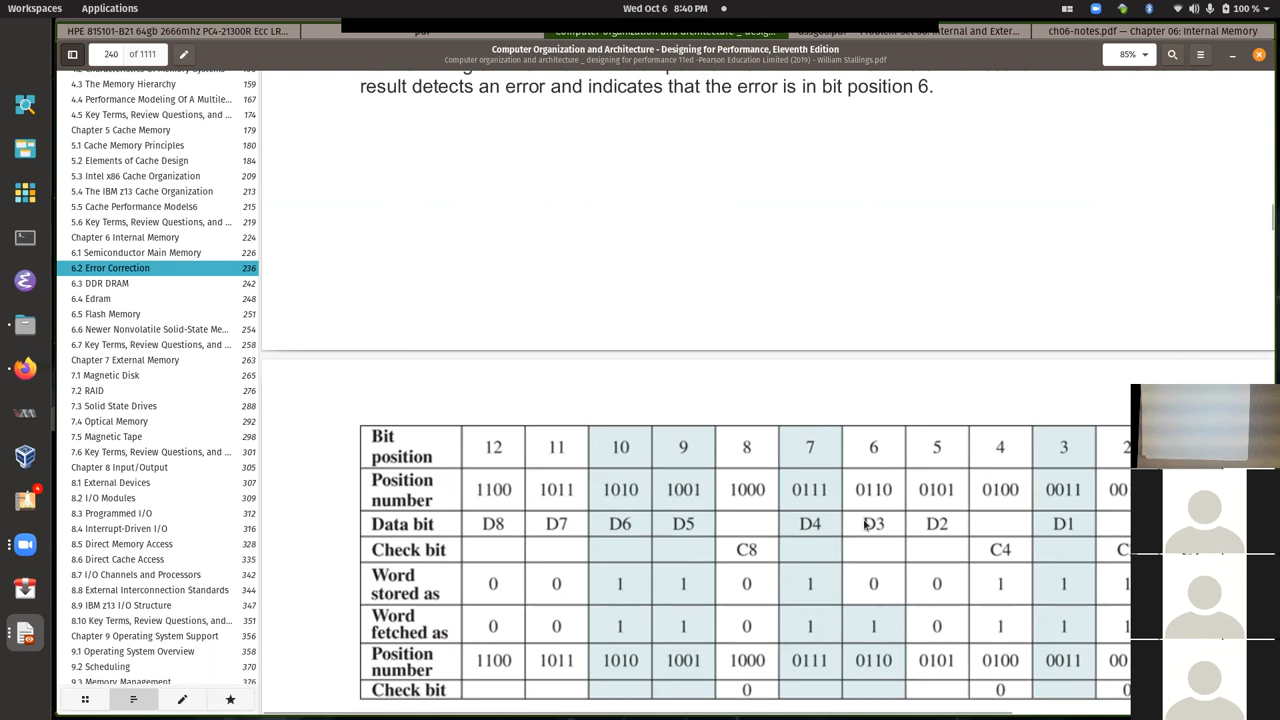 Workspaces Applications Wed Oct 6 8:40 PM 100 %
HPE 815101-B21 64gb 2666mhz PC4-21300R Ecc LR... ch06-notes.pdf — Chapter 06: Internal Memory
240 of 1111 Computer Organization and Architecture - Designing for Performance, Eleventh Edition 85%
Computer organization and architecture _ designing for performance 11ed -Pearson Education Limited (2019) - William Stallings.pdf
4.3 The Memory Hierarchy 159
4.4 Performance Modeling Of A Multile... 167
4.5 Key Terms, Review Questions, and ... 174
Chapter 5 Cache Memory 179
5.1 Cache Memory Principles 180
5.2 Elements of Cache Design 184
5.3 Intel x86 Cache Organization 209
5.4 The IBM z13 Cache Organization 213
5.5 Cache Performance Models6 215
5.6 Key Terms, Review Questions, and ... 219
Chapter 6 Internal Memory 224
6.1 Semiconductor Main Memory 226
6.2 Error Correction 236
6.3 DDR DRAM 242
6.4 Edram 248
6.5 Flash Memory 251
6.6 Newer Nonvolatile Solid-State Me... 254
6.7 Key Terms, Review Questions, and ... 258
Chapter 7 External Memory 263
7.1 Magnetic Disk 265
7.2 RAID 276
7.3 Solid State Drives 288
7.4 Optical Memory 292
7.5 Magnetic Tape 298
7.6 Key Terms, Review Questions, and ... 301
Chapter 8 Input/Output 305
8.1 External Devices 307
8.2 I/O Modules 309
8.3 Programmed I/O 312
8.4 Interrupt-Driven I/O 316
8.5 Direct Memory Access 328
8.6 Direct Cache Access 335
8.7 I/O Channels and Processors 342
8.8 External Interconnection Standards 344
8.9 IBM z13 I/O Structure 347
8.10 Key Terms, Review Questions, and... 351
Chapter 9 Operating System Support 356
9.1 Operating System Overview 358
9.2 Scheduling 370
9.3 Memory Management 376
4
result detects an error and indicates that the error is in bit position 6.
Bit position 12 11 10 9 8 7 6 5 4 3
Position number 1100 1011 1010 1001 1000 0111 0110 0101 0100 0011
Data bit D8 D7 D6 D5 D4 D3 D2 D1
Check bit C8 C4
Word stored as 0 0 1 1 0 1 0 0 1 1
Word fetched as 0 0 1 1 0 1 1 0 1 1
Position number 1100 1011 1010 1001 1000 0111 0110 0101 0100 0011
Check bit 0 0